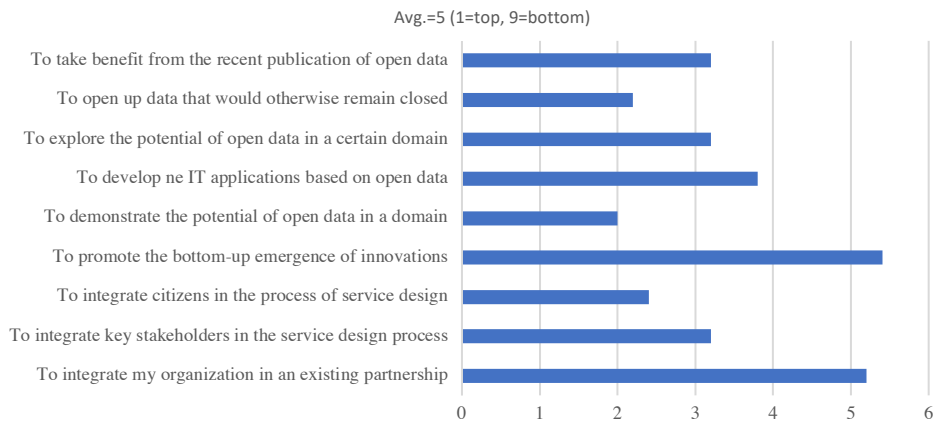 Avg.=5 (1=top, 9=bottom)
To take benefit from the recent publication of open data
To open up data that would otherwise remain closed
To explore the potential of open data in a certain domain
To develop ne IT applications based on open data
To demonstrate the potential of open data in a domain
To promote the bottom-up emergence of innovations
To integrate citizens in the process of service design
To integrate key stakeholders in the service design process
To integrate my organization in an existing partnership
0 1 2 3 4 5 6